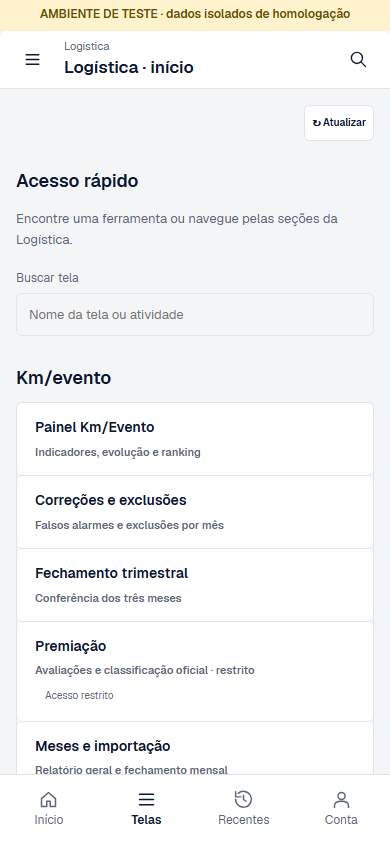 AMBIENTE DE TESTE · dados isolados de homologação
Logística
Logística · início
↻ Atualizar
Acesso rápido
Encontre uma ferramenta ou navegue pelas seções da
Logística.
Buscar tela
Nome da tela ou atividade
Km/evento
Painel Km/Evento
Indicadores, evolução e ranking
Correções e exclusões
Falsos alarmes e exclusões por mês
Fechamento trimestral
Conferência dos três meses
Premiação
Avaliações e classificação oficial · restrito
Acesso restrito
Meses e importação
Relatório geral e fechamento mensal
Início
Telas
Recentes
Conta